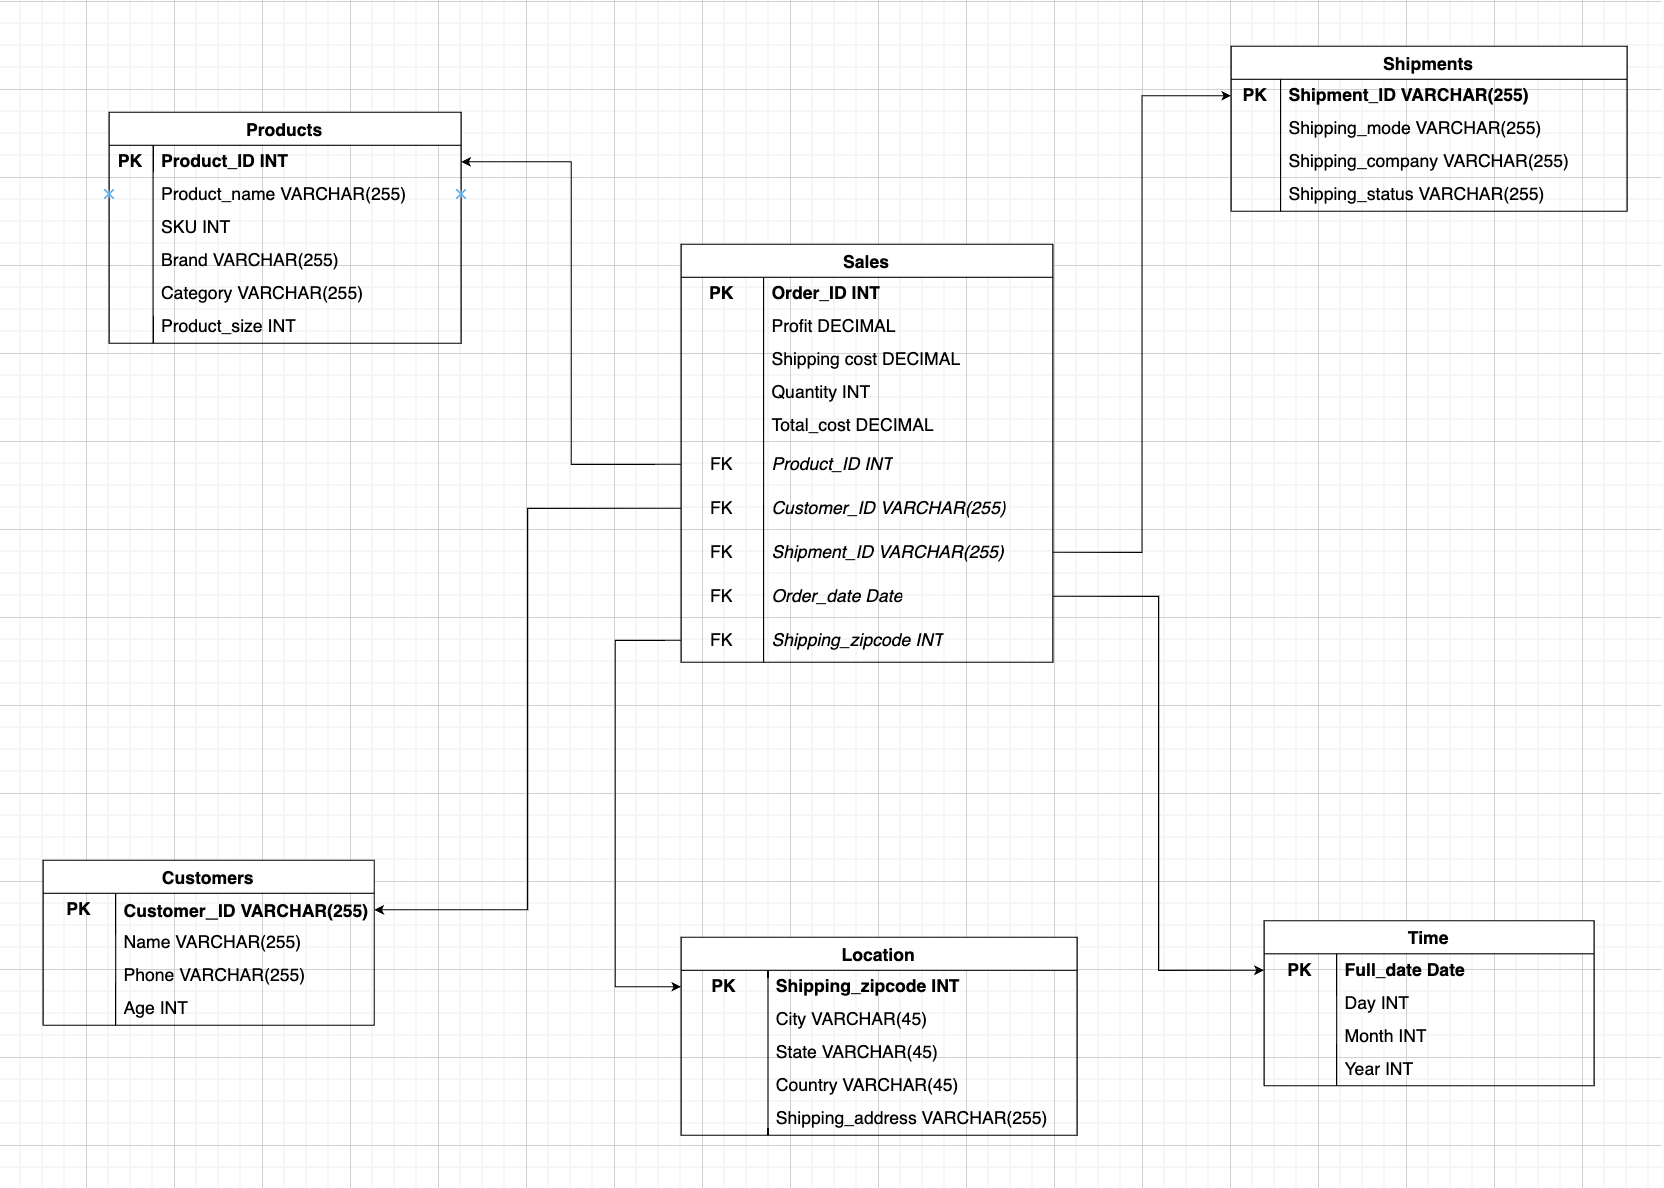 Shipments
PK Shipment_ID VARCHAR(255)
Shipping_mode VARCHAR(255)
Shipping_company VARCHAR(255)
Shipping_status VARCHAR(255)
Products
PK Product_ID INT
Product_name VARCHAR(255)
SKU INT
Brand VARCHAR(255)
Category VARCHAR(255)
Product_size INT
Sales
PK Order_ID INT
Profit DECIMAL
Shipping cost DECIMAL
Quantity INT
Total_cost DECIMAL
FK Product_ID INT
FK Customer_ID VARCHAR(255)
FK Shipment_ID VARCHAR(255)
FK Order_date Date
FK Shipping_zipcode INT
Customers
PK Customer_ID VARCHAR(255)
Name VARCHAR(255)
Phone VARCHAR(255)
Age INT
Location
PK Shipping_zipcode INT
City VARCHAR(45)
State VARCHAR(45)
Country VARCHAR(45)
Shipping_address VARCHAR(255)
Time
PK Full_date Date
Day INT
Month INT
Year INT